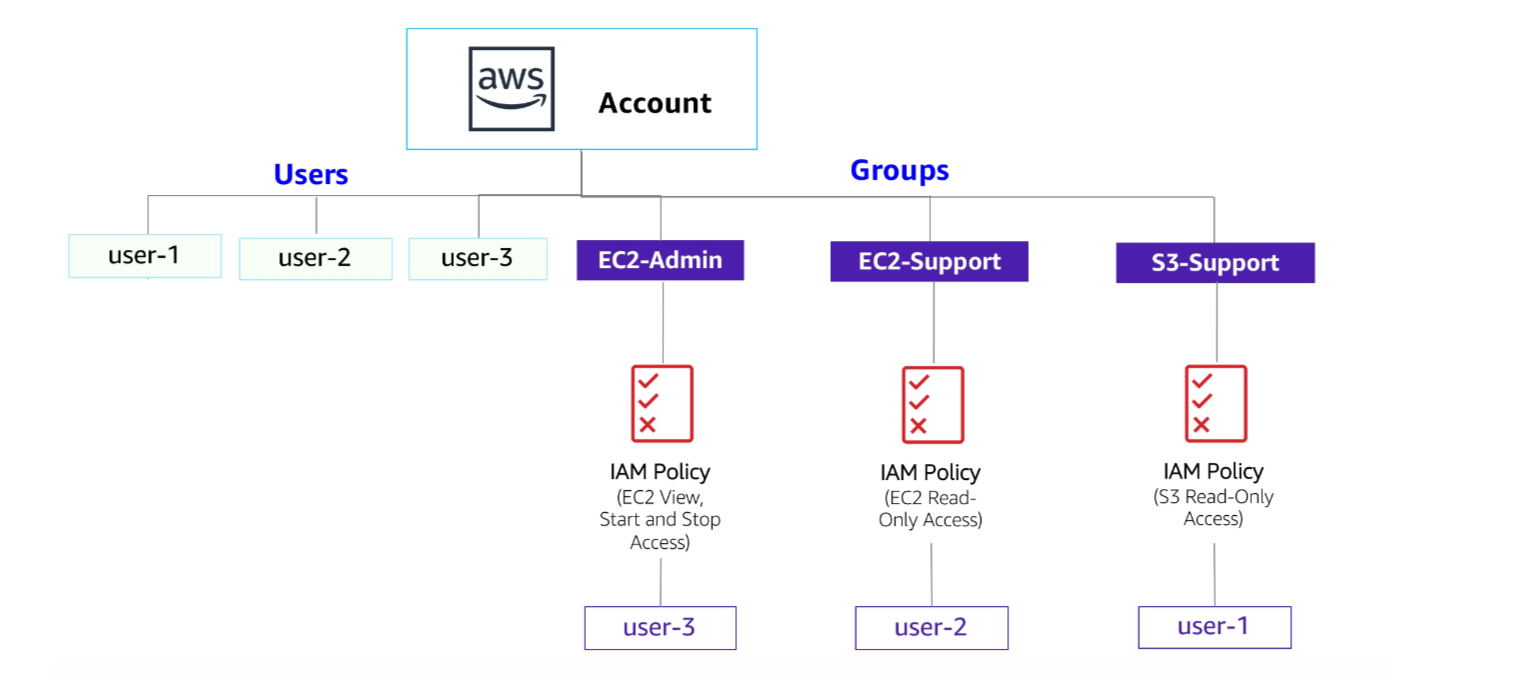 aws
Account
Users
Groups
user-1
user-2
user-3
EC2-Admin
EC2-Support
S3-Support
IAM Policy
(EC2 View,
Start and Stop
Access)
IAM Policy
(EC2 Read-
Only Access)
IAM Policy
(S3 Read-Only
Access)
user-3
user-2
user-1